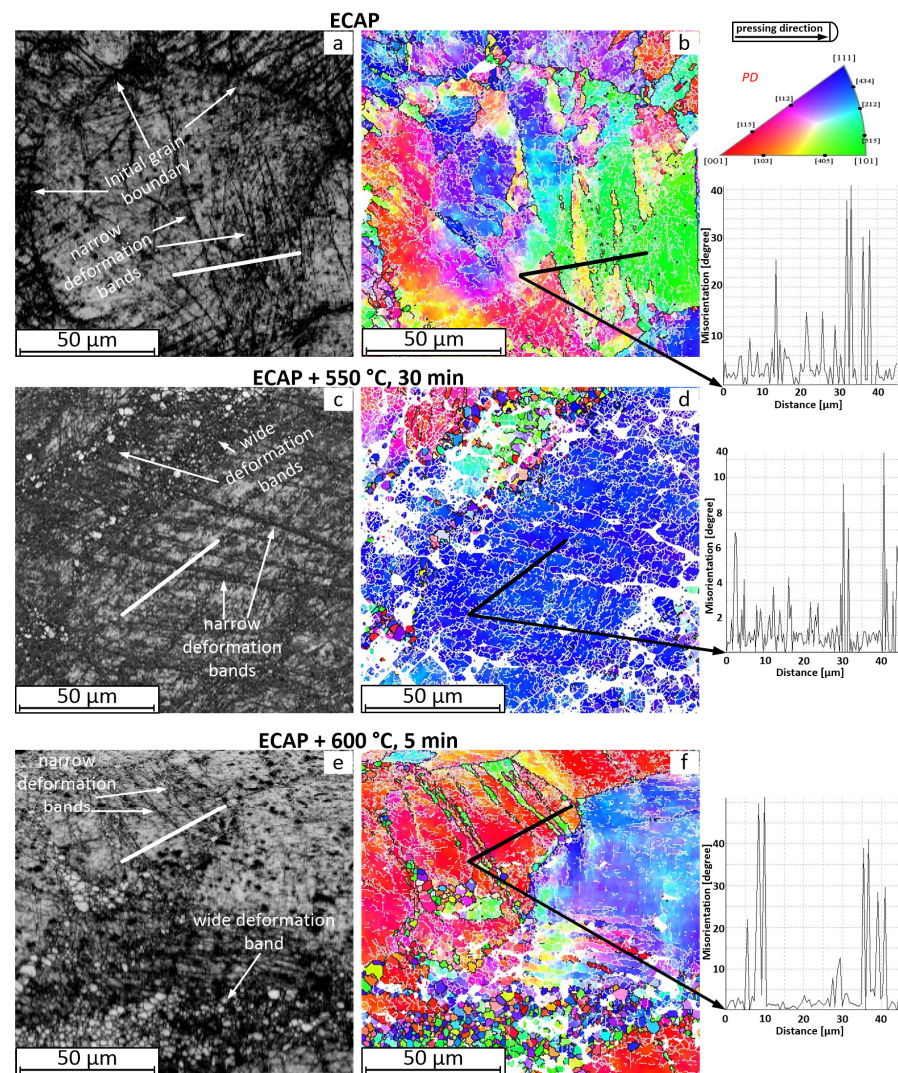 ECAP
a
Initial grain
boundary
narrow
deformation
bands
50 µm
b
50 µm
pressing direction
PD
[111]
[434]
[112]
[212]
[115]
[515]
[001]
[103]
[405]
[101]
Misorientation [degree]
40
30
20
10
0 10 20 30 40
Distance [µm]
ECAP + 550 °C, 30 min
c
wide
deformation
bands
narrow
deformation
bands
50 µm
d
50 µm
Misorientation [degree]
40
10
8
6
4
2
0 10 20 30 40
Distance [µm]
ECAP + 600 °C, 5 min
e
narrow
deformation
bands
wide deformation
band
50 µm
f
50 µm
Misorientation [degree]
40
30
20
10
0 10 20 30 40
Distance [µm]